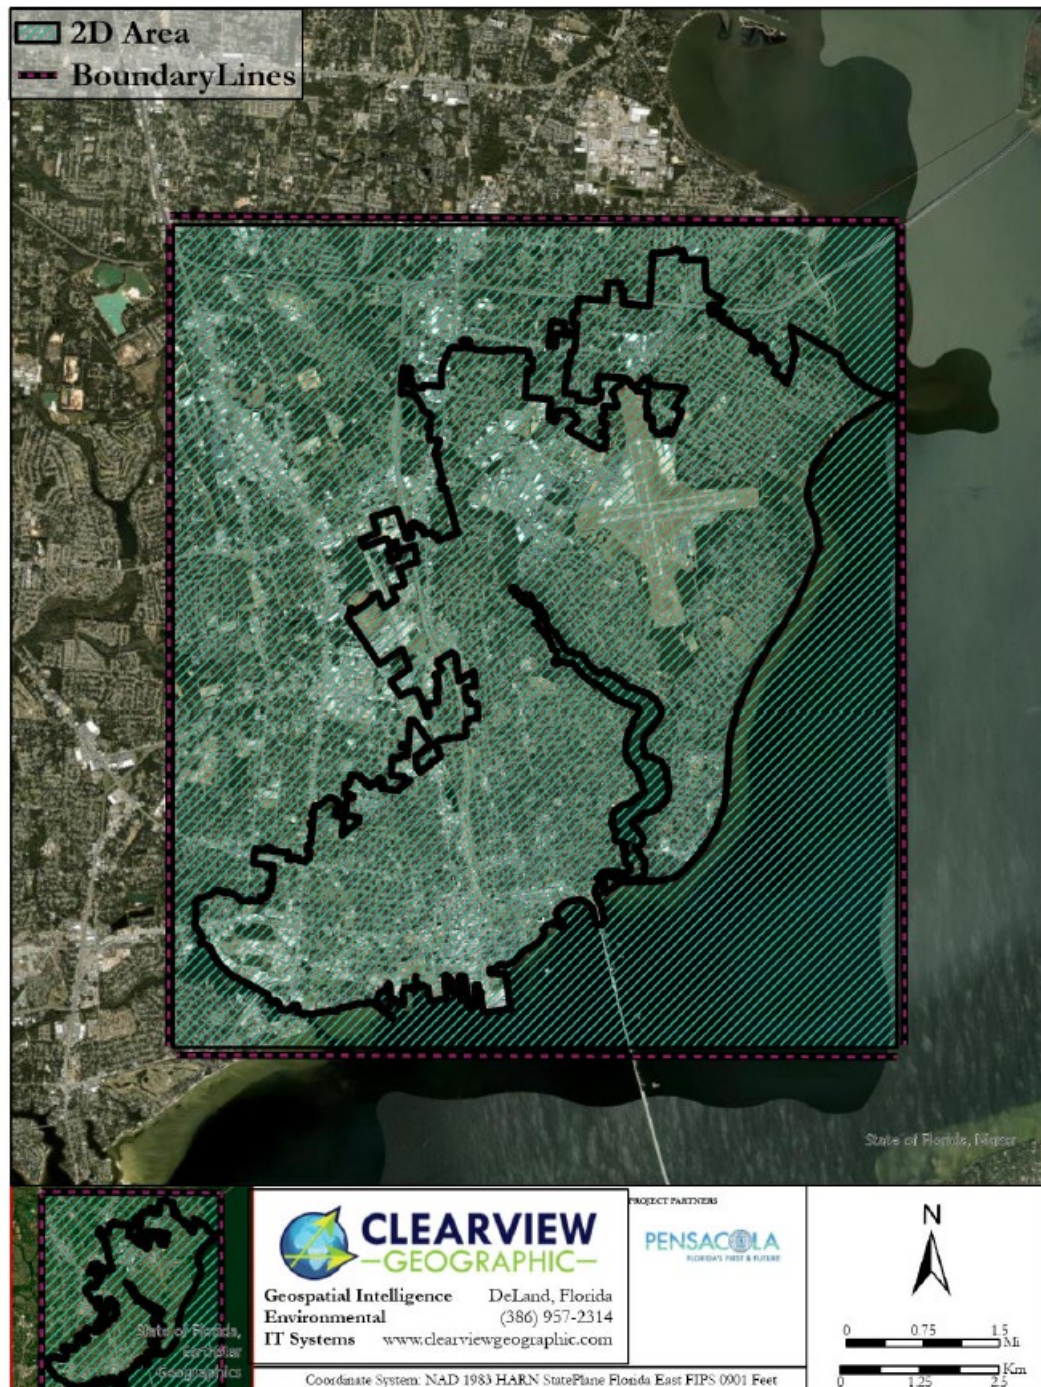 2D Area
BoundaryLines
State of Florida, Maxar
State of Florida,
Earthstar
Geographics
CLEARVIEW
GEOGRAPHIC
Geospatial Intelligence DeLand, Florida
Environmental (386) 957-2314
IT Systems www.clearviewgeographic.com
PROJECT PARTNERS
PENSACOLA
FLORIDA'S FIRST & FUTURE
N
0 0.75 1.5
Mi
Km
0 1.25 2.5
Coordinate System: NAD 1983 HARN StatePlane Florida East FIPS 0901 Feet